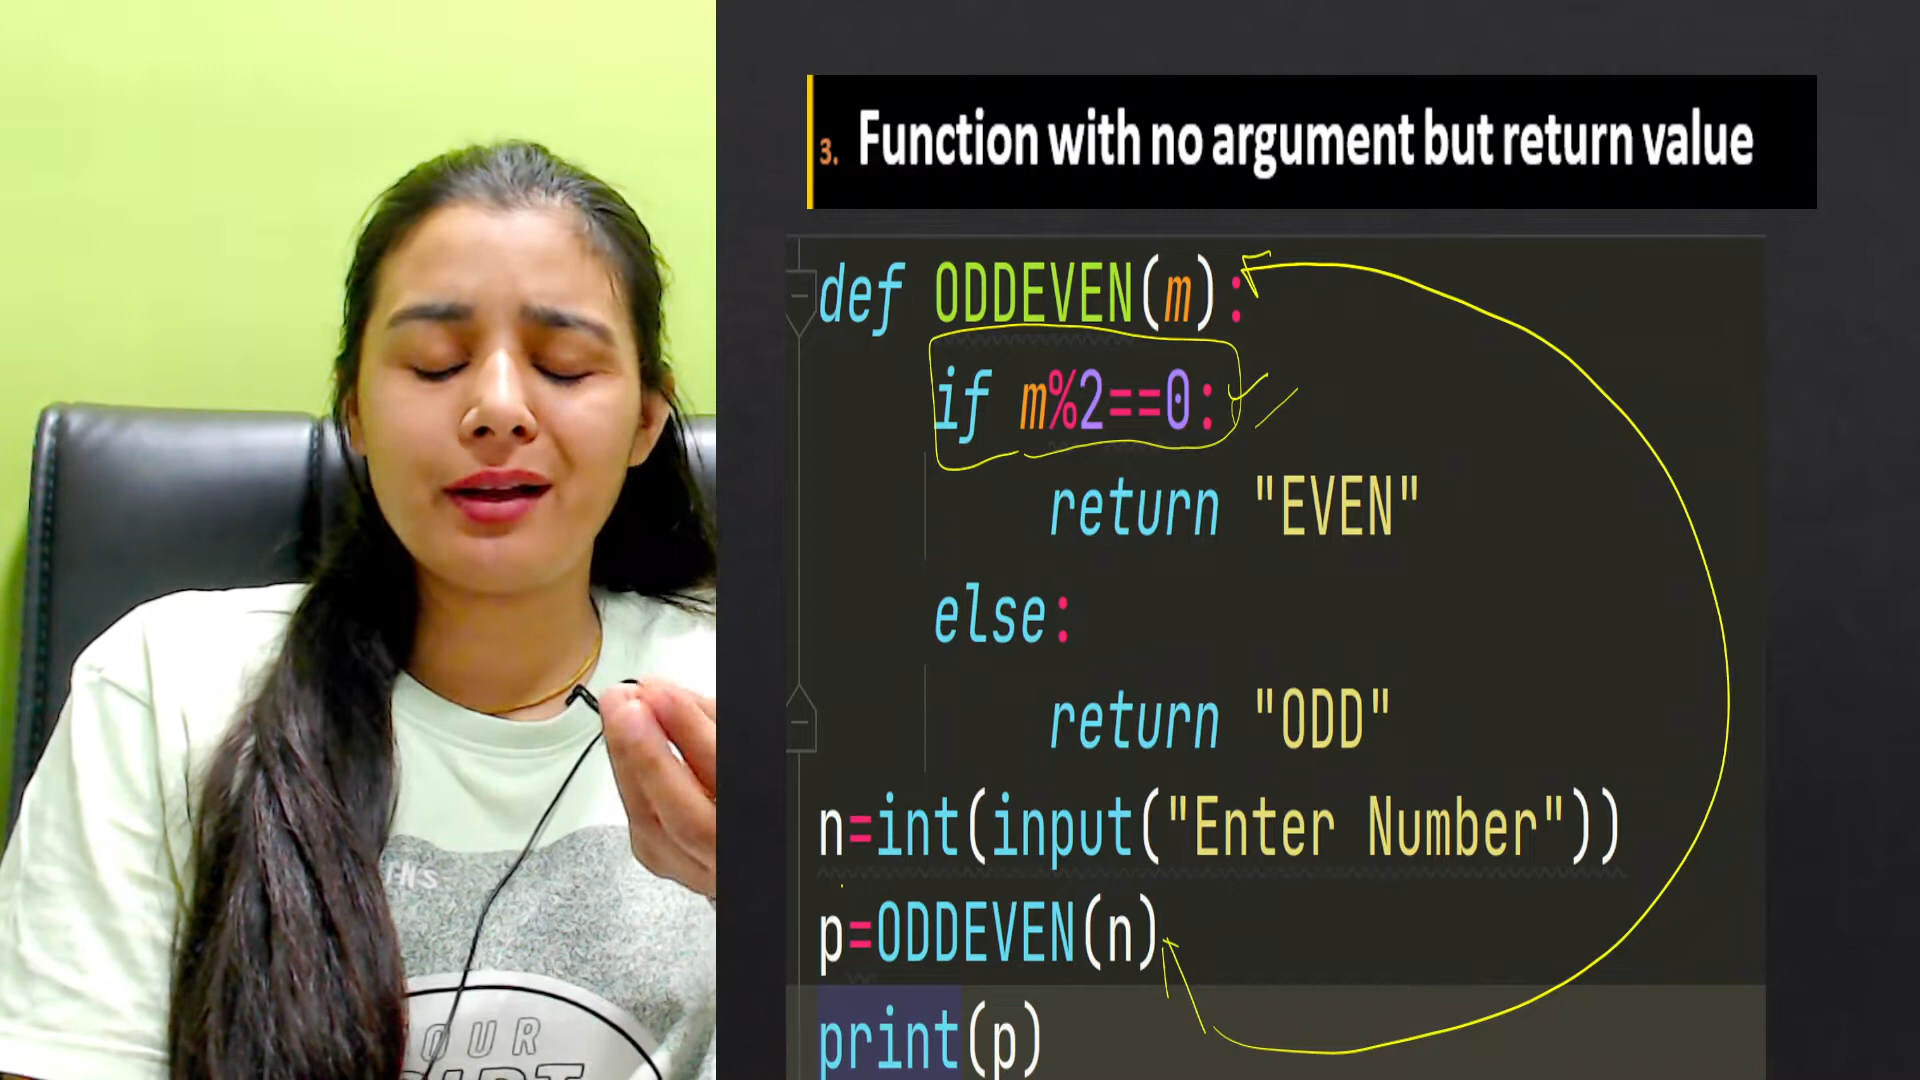 3. Function with no argument but return value
def ODDEVEN(m):
if m%2==0:
return "EVEN"
else:
return "ODD"
n=int(input("Enter Number"))
p=ODDEVEN(n)
print(p)
OUR